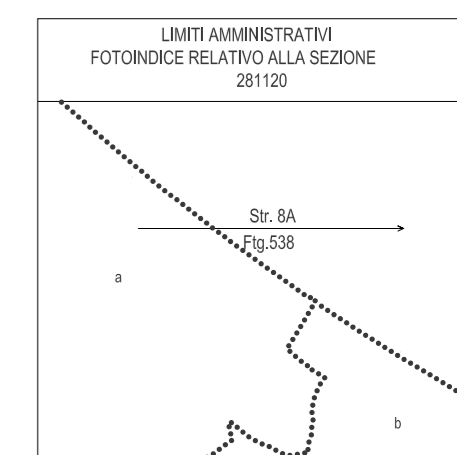 LIMITI AMMINISTRATIVI
FOTOINDICE RELATIVO ALLA SEZIONE
281120
Str. 8A
Ftg.538
a
b